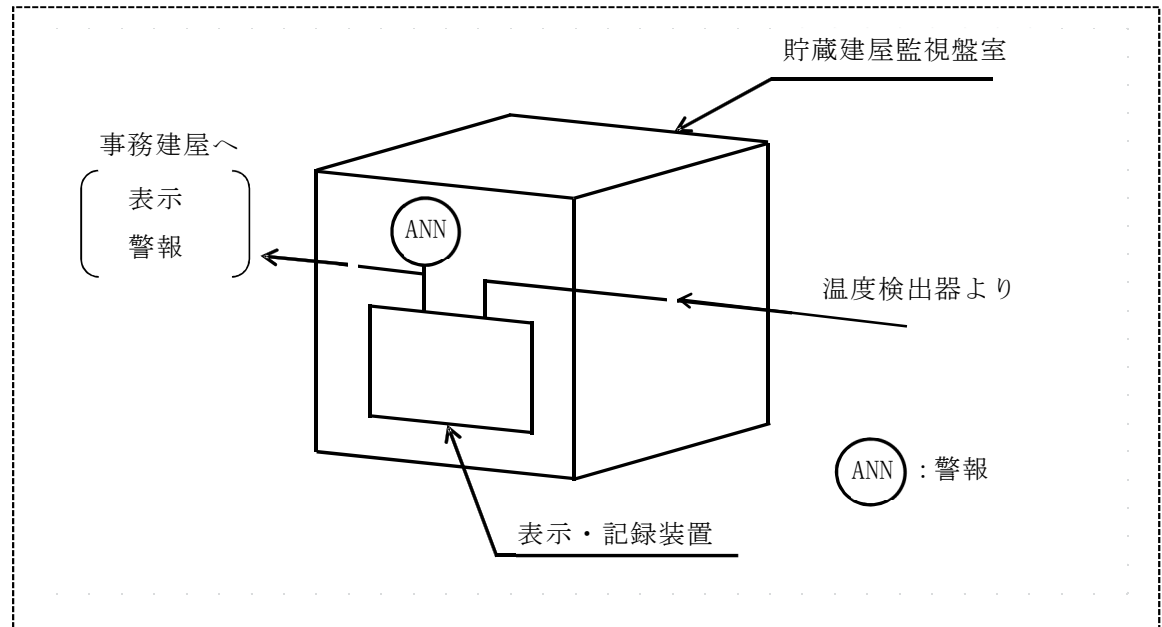 貯蔵建屋監視盤室
事務建屋へ
表示
警報
ANN
温度検出器より
ANN:警報
表示・記録装置